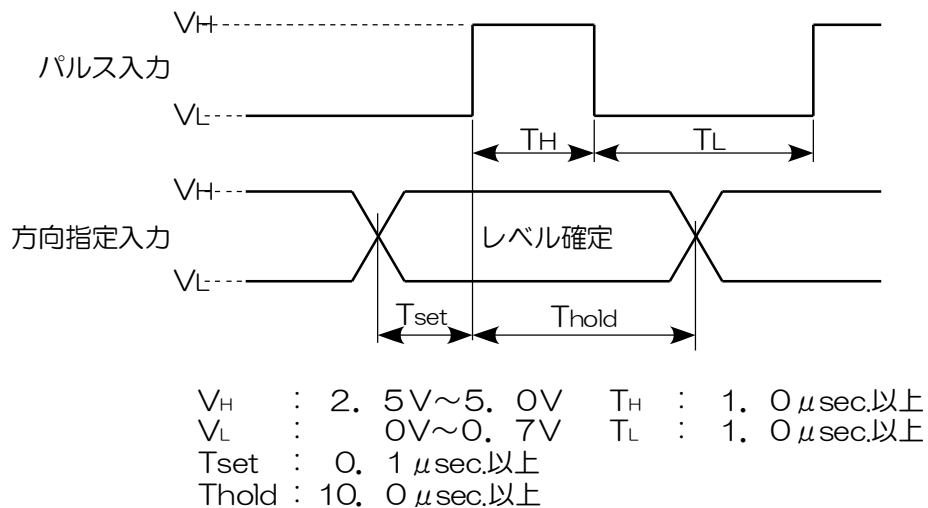 VH
パルス入力
VL
TH TL
VH
方向指定入力 レベル確定
VL
Tset Thold
VH : 2. 5V～5. 0V TH : 1. 0μsec.以上
VL : 0V～0. 7V TL : 1. 0μsec.以上
Tset : 0. 1μsec.以上
Thold : 10. 0μsec.以上